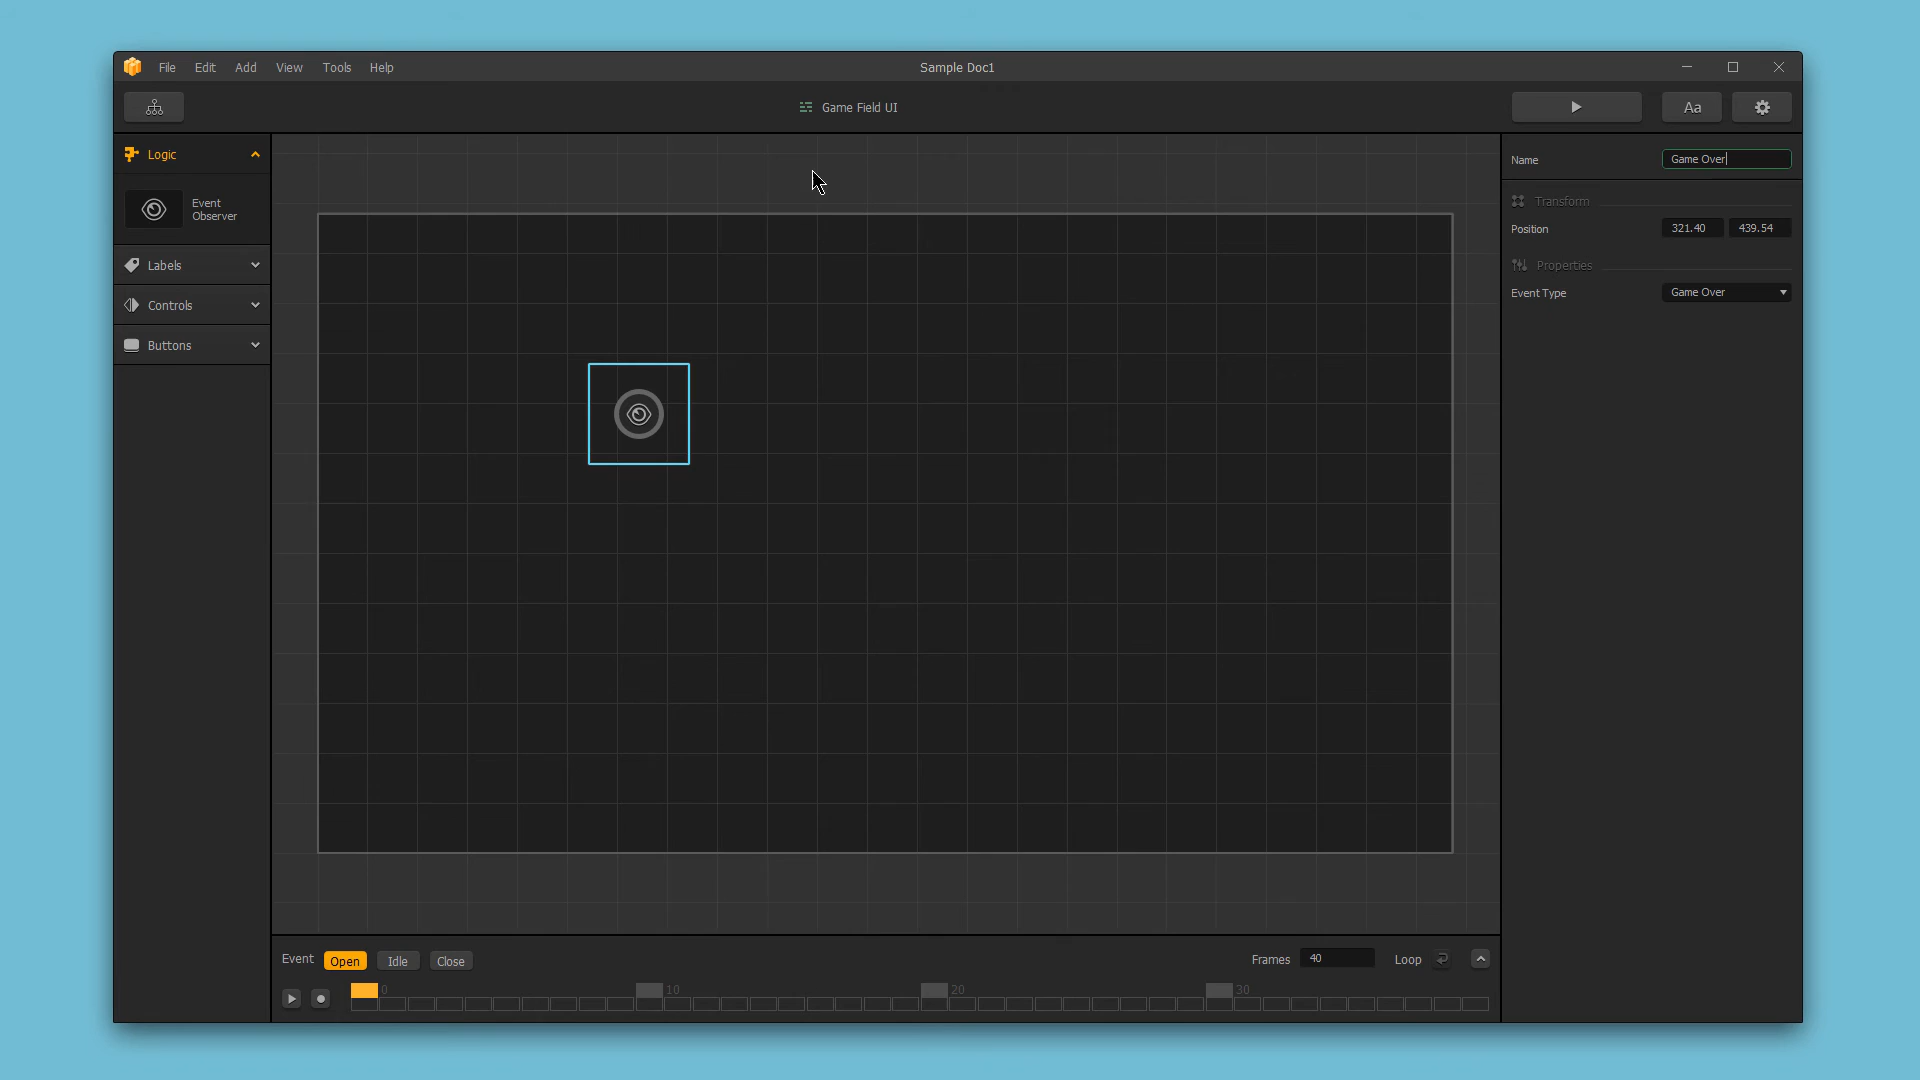 File Edit Add View Tools Help
Sample Doc1
Game Field UI
Aa
Logic
Event
Observer
Labels
Controls
Buttons
Name
Game Over
Transform
Position
321.40
439.54
Properties
Event Type
Game Over
Event Open Idle Close
Frames 40 Loop
0 10 20 30